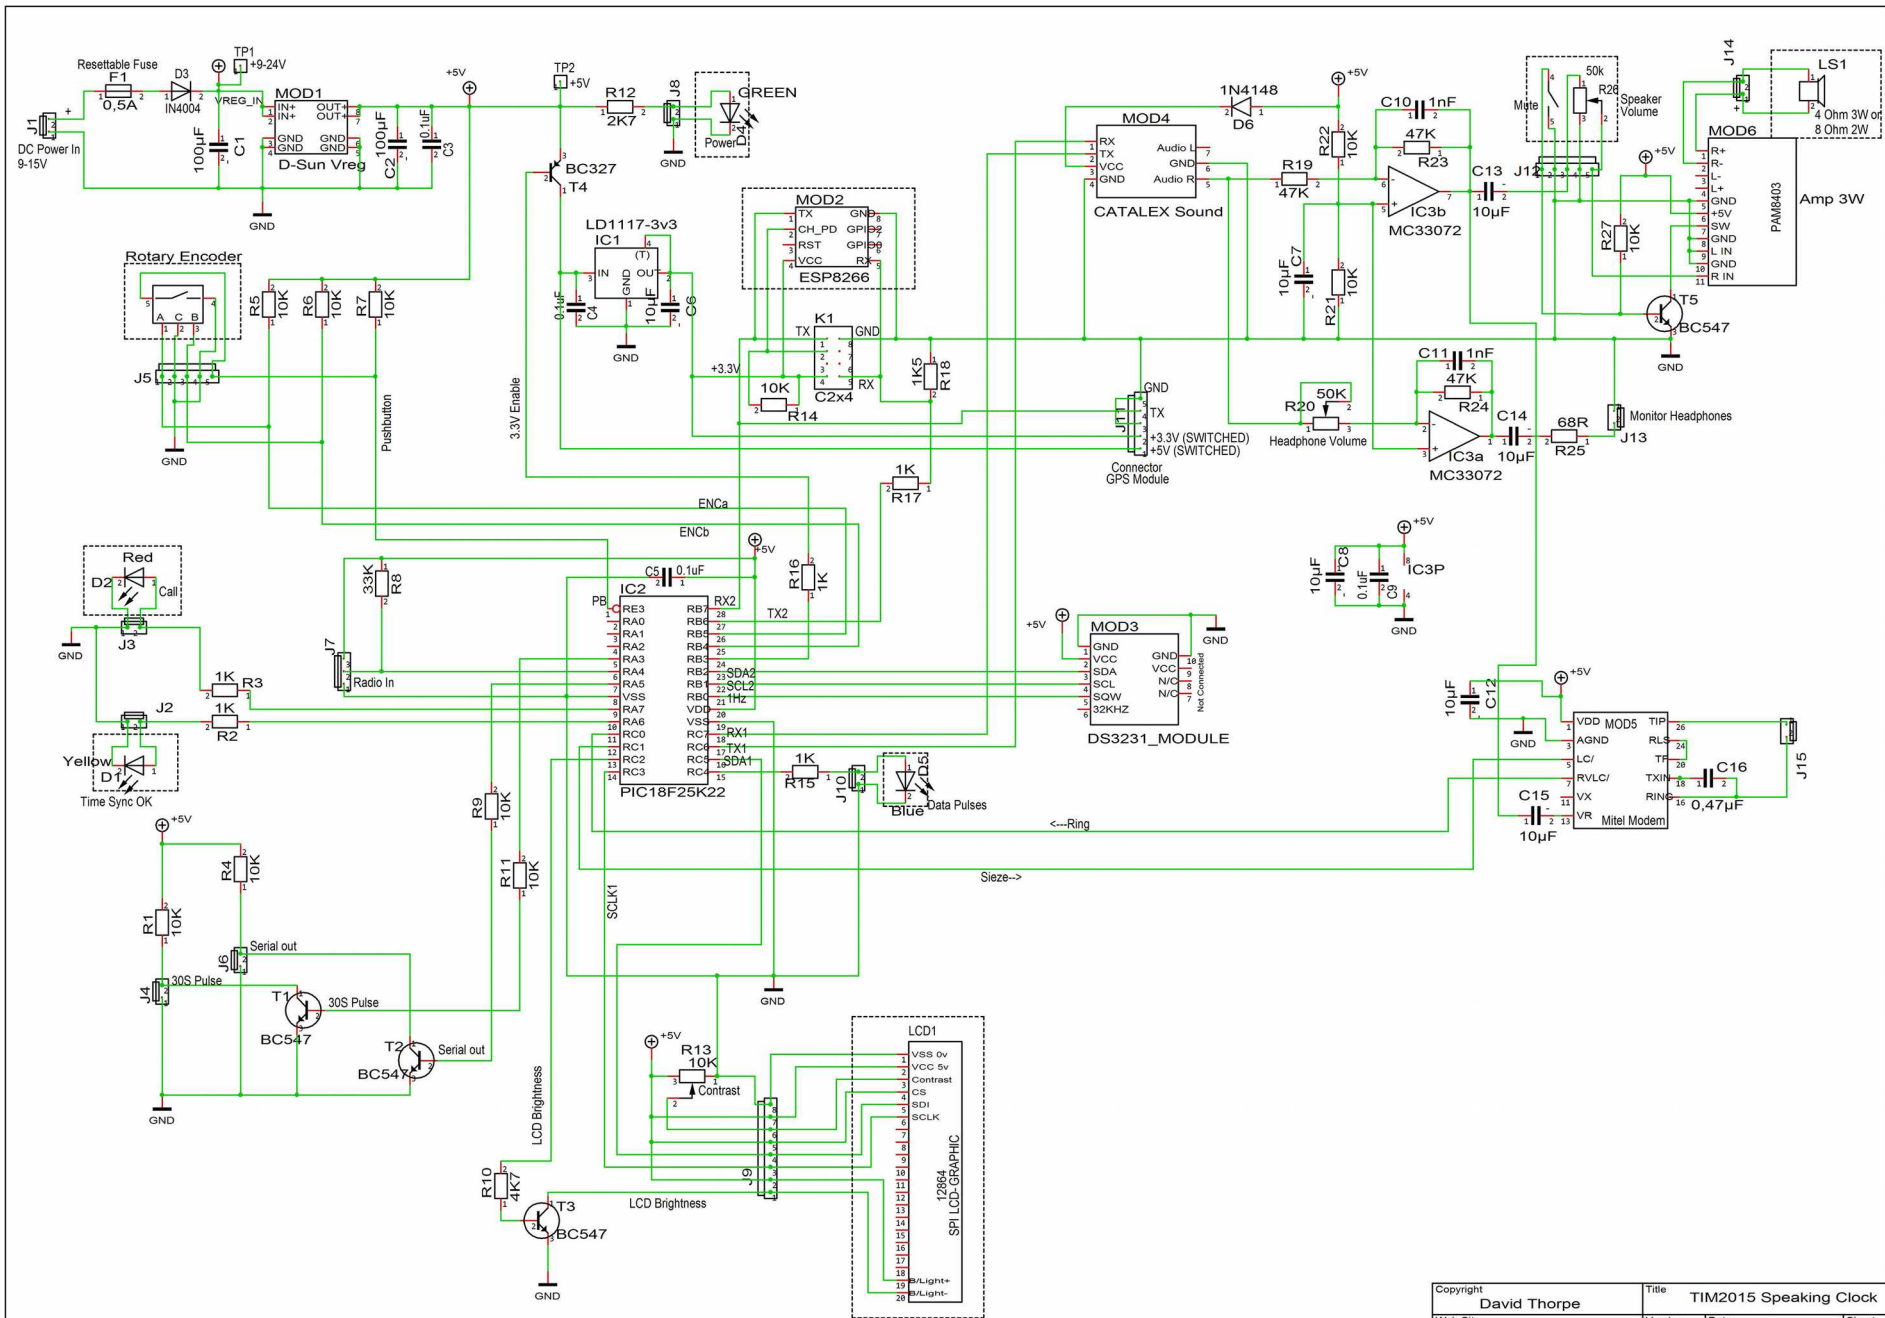 Resettable Fuse
F1
0,5A
D3
IN4004
TP1
+9-24V
VREG_IN
J1
DC Power In
9-15V
100µF
C1
GND
MOD1
IN+
IN+
GND
GND
OUT+
OUT+
GND
GND
D-Sun Vreg
C2
100µF
0.1uF
C3
+5V
TP2
+5V
R12
2K7
J8
GND
GREEN
D4
Power
BC327
T4
LD1117-3v3
IC1
(T)
IN
GND
OUT
0.1uF
C4
10µF
C6
GND
MOD2
TX
CH_PD
RST
VCC
GND
GPIO2
GPIO0
RX
ESP8266
K1
TX
GND
RX
C2x4
+3.3V
10K
R14
1K5
R18
1K
R17
3.3V Enable
Rotary Encoder
A C B
J5
GND
R5
10K
R6
10K
R7
10K
Pushbutton
ENCa
ENCb
1N4148
D6
MOD4
RX
TX
VCC
GND
Audio L
GND
Audio R
CATALEX Sound
+5V
R22
10K
R21
10K
10µF
C7
R19
47K
C10
1nF
47K
R23
IC3b
MC33072
C13
10µF
Mute
50k
R26
Speaker
Volume
J12
R27
10K
+5V
T5
BC547
GND
J14
LS1
4 Ohm 3W or
8 Ohm 2W
MOD6
R+
R-
L-
L+
GND
+5V
SW
GND
L IN
GND
R IN
PAM8403
Amp 3W
GND
TX
+3.3V (SWITCHED)
+5V (SWITCHED)
J11
Connector
GPS Module
R20
50K
Headphone Volume
C11
1nF
47K
R24
IC3a
MC33072
C14
10µF
68R
R25
J13
Monitor Headphones
+5V
10µF
C8
0.1uF
C9
IC3P
GND
Red
D2
Call
J3
GND
1K
R3
J2
1K
R2
Yellow
D1
Time Sync OK
33K
R8
J7
Radio In
C5
0.1uF
+5V
R16
1K
IC2
PB
RX2
TX2
RE3
RA0
RA1
RA2
RA3
RA4
RA5
VSS
RA7
RA6
RC0
RC1
RC2
RC3
RB7
RB6
RB5
RB4
RB3
RB2
RB1
RB0
VDD
VSS
RC7
RC6
RC5
RC4
SDA2
SCL2
1Hz
RX1
TX1
SDA1
PIC18F25K22
1K
R15
J10
D5
Blue
Data Pulses
+5V
MOD3
GND
VCC
SDA
SCL
SQW
32KHZ
GND
VCC
N/C
N/C
Not Connected
GND
DS3231_MODULE
<---Ring
Sieze-->
+5V
10µF
C12
GND
C15
10µF
MOD5
VDD
AGND
LC/
RVLC/
VX
VR
TIP
RLS
TF
TXIN
RING
Mitel Modem
C16
0,47µF
J15
+5V
R4
10K
R1
10K
J6
Serial out
J4
30S Pulse
T1
BC547
30S Pulse
T2
BC547
Serial out
GND
R9
10K
R11
10K
SCLK1
LCD Brightness
R10
4K7
T3
BC547
GND
LCD Brightness
+5V
R13
10K
Contrast
GND
J9
LCD1
VSS 0v
VCC 5v
Contrast
CS
SDI
SCLK
12864
SPI LCD-GRAPHIC
B/Light+
B/Light-
Copyright
David Thorpe
Title
TIM2015 Speaking Clock